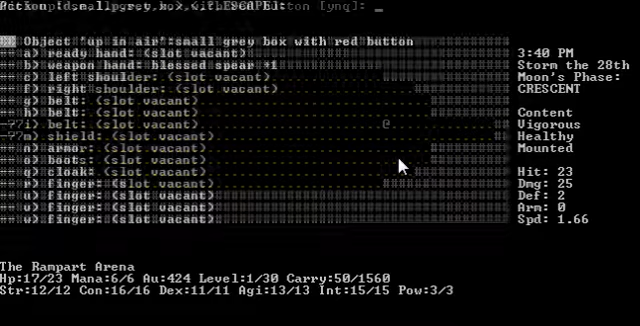 Object 'up in air':small grey box with red button
a) ready hand: (slot vacant)
b) weapon hand: blessed spear +1
c) left shoulder: (slot vacant)
f) right shoulder: (slot vacant)
g) belt: (slot vacant)
h) belt: (slot vacant)
i) belt: (slot vacant)
m) shield: (slot vacant)
n) armor: (slot vacant)
o) boots: (slot vacant)
q) cloak: (slot vacant)
r) finger: (slot vacant)
t) finger: (slot vacant)
u) finger: (slot vacant)
w) finger: (slot vacant)
3:40 PM
Storm the 28th
Moon's Phase:
CRESCENT
Content
Vigorous
Healthy
Mounted
Hit: 23
Dmg: 25
Def: 2
Arm: 0
Spd: 1.66
The Rampart Arena
Hp:17/23 Mana:6/6 Au:424 Level:1/30 Carry:50/1560
Str:12/12 Con:16/16 Dex:11/11 Agi:13/13 Int:15/15 Pow:3/3